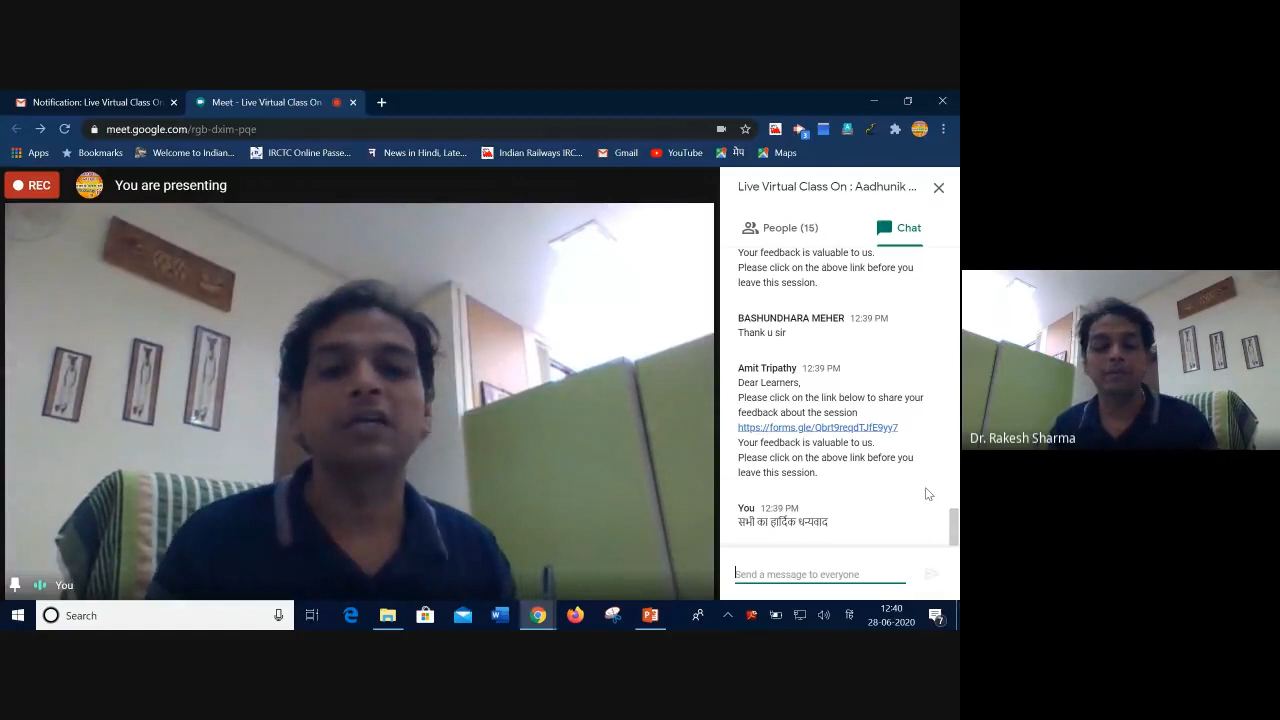 Notification: Live Virtual Class On
Meet - Live Virtual Class On
meet.google.com/rgb-dxim-pqe
Apps
Bookmarks
Welcome to Indian...
IRCTC Online Passe...
News in Hindi, Late...
Indian Railways IRC...
Gmail
YouTube
मेप
Maps
REC
You are presenting
Live Virtual Class On : Aadhunik ...
People (15)
Chat
Your feedback is valuable to us.
Please click on the above link before you
leave this session.
BASHUNDHARA MEHER 12:39 PM
Thank u sir
Amit Tripathy 12:39 PM
Dear Learners,
Please click on the link below to share your
feedback about the session
https://forms.gle/Qbrt9reqdTJfE9yy7
Your feedback is valuable to us.
Please click on the above link before you
leave this session.
You 12:39 PM
सभी का हार्दिक धन्यवाद
Send a message to everyone
You
Dr. Rakesh Sharma
Search
हि
12:40
28-06-2020
7